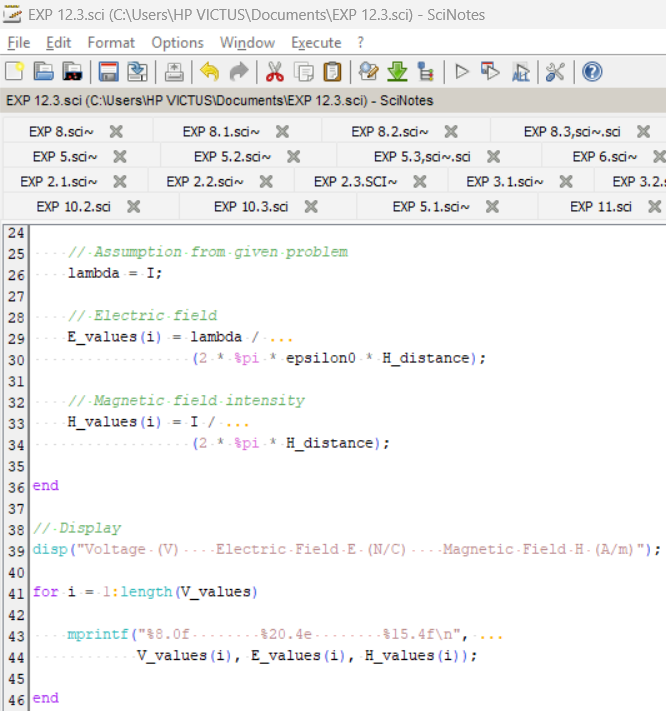 EXP 12.3.sci (C:\Users\HP VICTUS\Documents\EXP 12.3.sci) - SciNotes
File Edit Format Options Window Execute ?
EXP 12.3.sci (C:\Users\HP VICTUS\Documents\EXP 12.3.sci) - SciNotes
EXP 8.sci~ EXP 8.1.sci~ EXP 8.2.sci~ EXP 8.3,sci~.sci
EXP 5.sci~ EXP 5.2.sci~ EXP 5.3,sci~.sci EXP 6.sci~
EXP 2.1.sci~ EXP 2.2.sci~ EXP 2.3.SCI~ EXP 3.1.sci~ EXP 3.2.s
EXP 10.2.sci EXP 10.3.sci EXP 5.1.sci~ EXP 11.sci
24
25 // Assumption from given problem
26 lambda = I;
27
28 // Electric field
29 E_values(i) = lambda / ...
30 (2 * %pi * epsilon0 * H_distance);
31
32 // Magnetic field intensity
33 H_values(i) = I / ...
34 (2 * %pi * H_distance);
35
36 end
37
38 // Display
39 disp("Voltage (V)    Electric Field E (N/C)    Magnetic Field H (A/m)");
40
41 for i = 1:length(V_values)
42
43 mprintf("%8.0f        %20.4e        %15.4f\n", ...
44 V_values(i), E_values(i), H_values(i));
45
46 end